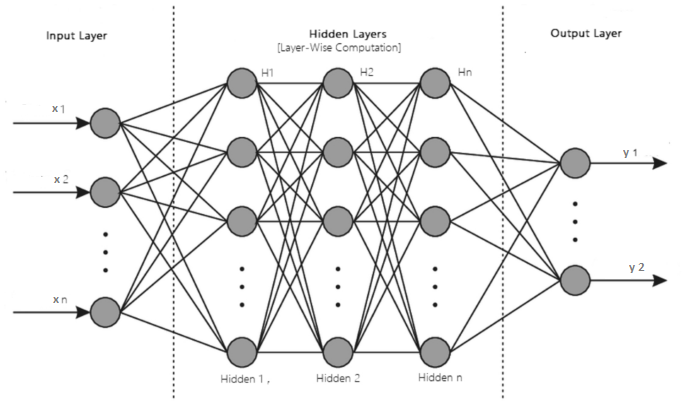 Input Layer
Hidden Layers
[Layer-Wise Computation]
Output Layer
H1
H2
Hn
x 1
x 2
x n
y 1
y 2
Hidden 1 ,
Hidden 2
Hidden n